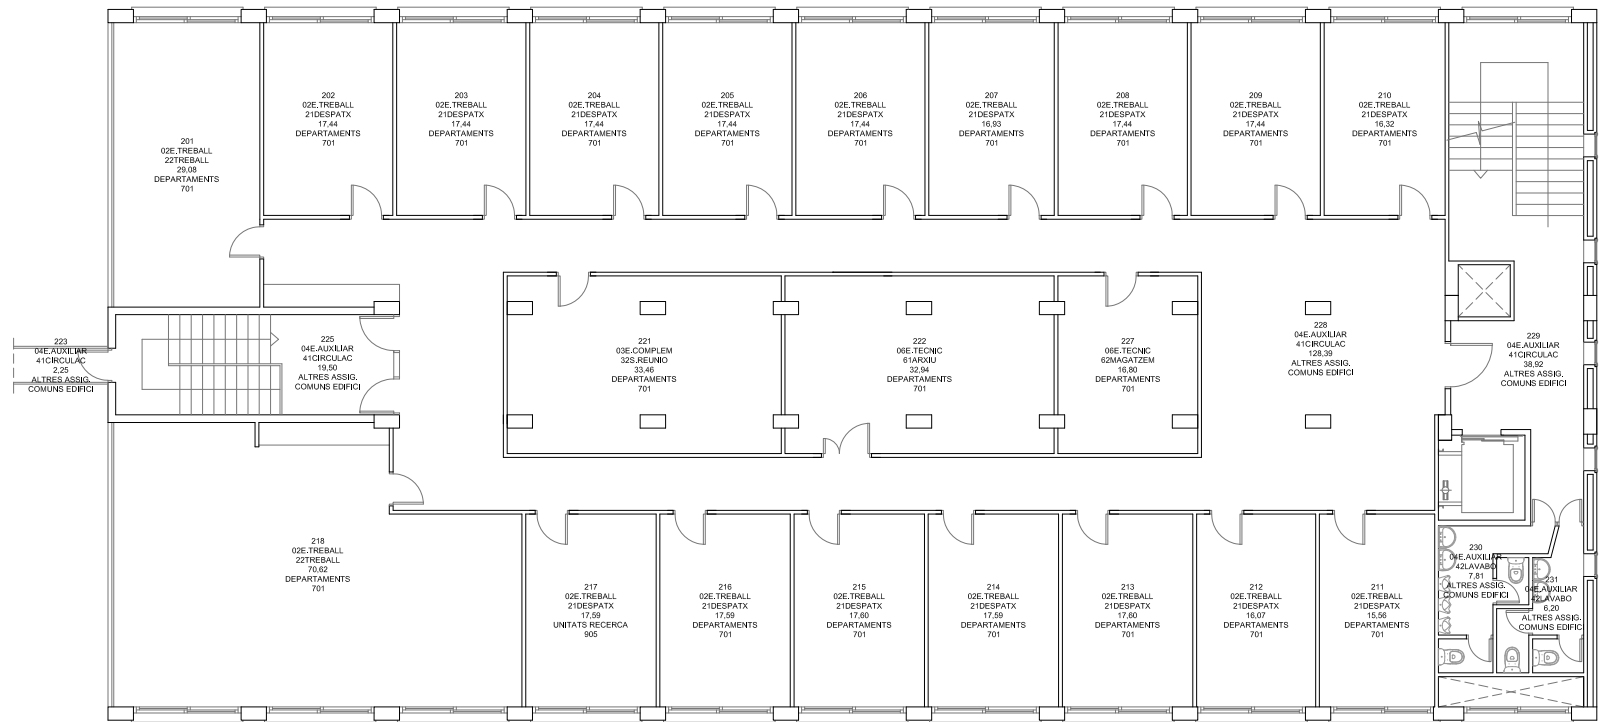 201
02E.TREBALL
22TREBALL
29,08
DEPARTAMENTS
701
202
02E.TREBALL
21DESPATX
17,44
DEPARTAMENTS
701
203
02E.TREBALL
21DESPATX
17,44
DEPARTAMENTS
701
204
02E.TREBALL
21DESPATX
17,44
DEPARTAMENTS
701
205
02E.TREBALL
21DESPATX
17,44
DEPARTAMENTS
701
206
02E.TREBALL
21DESPATX
17,44
DEPARTAMENTS
701
207
02E.TREBALL
21DESPATX
16,93
DEPARTAMENTS
701
208
02E.TREBALL
21DESPATX
17,44
DEPARTAMENTS
701
209
02E.TREBALL
21DESPATX
17,44
DEPARTAMENTS
701
210
02E.TREBALL
21DESPATX
16,32
DEPARTAMENTS
701
223
04E.AUXILIAR
41CIRCULAC
2,25
ALTRES ASSIG.
COMUNS EDIFICI
225
04E.AUXILIAR
41CIRCULAC
19,50
ALTRES ASSIG.
COMUNS EDIFICI
221
03E.COMPLEM
32S.REUNIO
33,46
DEPARTAMENTS
701
222
06E.TECNIC
61ARXIU
32,94
DEPARTAMENTS
701
227
06E.TECNIC
62MAGATZEM
16,80
DEPARTAMENTS
701
228
04E.AUXILIAR
41CIRCULAC
128,39
ALTRES ASSIG.
COMUNS EDIFICI
229
04E.AUXILIAR
41CIRCULAC
38,92
ALTRES ASSIG.
COMUNS EDIFICI
218
02E.TREBALL
22TREBALL
70,62
DEPARTAMENTS
701
217
02E.TREBALL
21DESPATX
17,59
UNITATS RECERCA
905
216
02E.TREBALL
21DESPATX
17,59
DEPARTAMENTS
701
215
02E.TREBALL
21DESPATX
17,60
DEPARTAMENTS
701
214
02E.TREBALL
21DESPATX
17,59
DEPARTAMENTS
701
213
02E.TREBALL
21DESPATX
17,60
DEPARTAMENTS
701
212
02E.TREBALL
21DESPATX
16,07
DEPARTAMENTS
701
211
02E.TREBALL
21DESPATX
15,56
DEPARTAMENTS
701
230
04E.AUXILIAR
42LAVABO
7,81
ALTRES ASSIG.
COMUNS EDIFICI
231
04E.AUXILIAR
42LAVABO
6,20
ALTRES ASSIG.
COMUNS EDIFICI